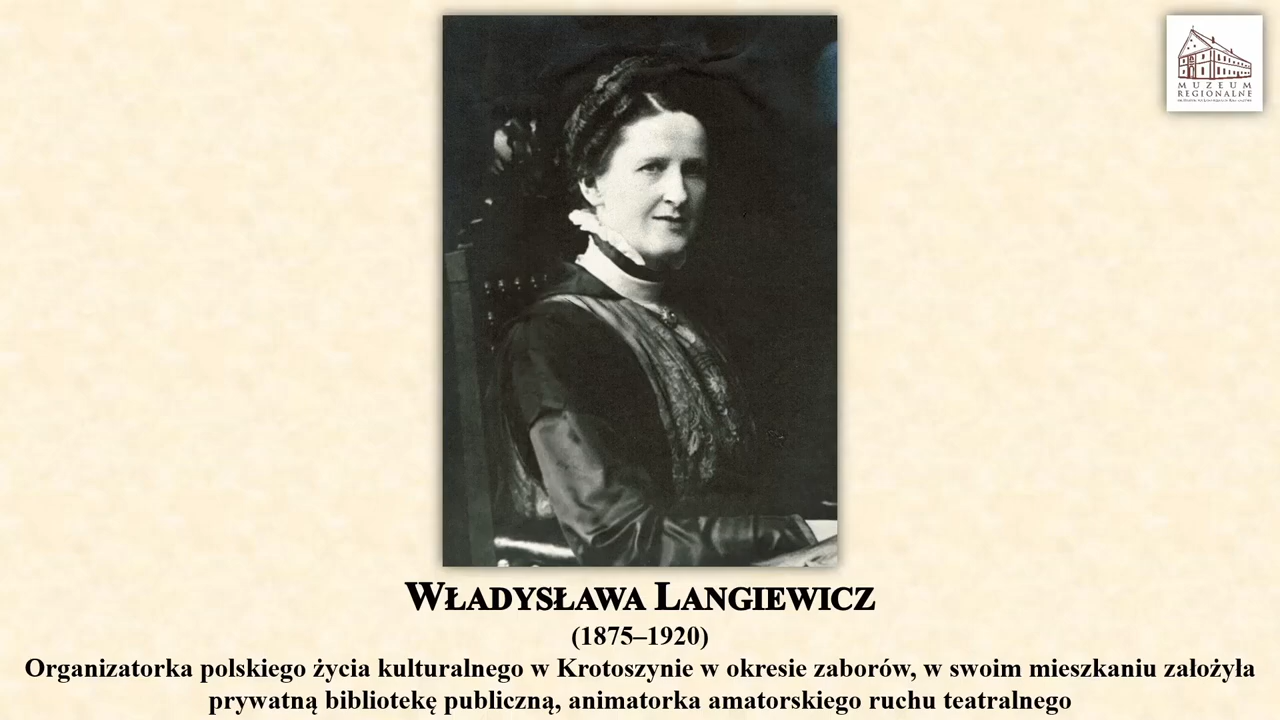 MUZEUM
REGIONALNE
WŁADYSŁAWA LANGIEWICZ
(1875–1920)
Organizatorka polskiego życia kulturalnego w Krotoszynie w okresie zaborów, w swoim mieszkaniu założyła
prywatną bibliotekę publiczną, animatorka amatorskiego ruchu teatralnego